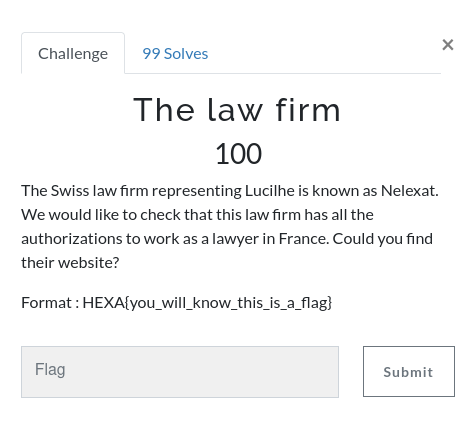 Challenge
99 Solves
×
The law firm
100
The Swiss law firm representing Lucilhe is known as Nelexat.
We would like to check that this law firm has all the
authorizations to work as a lawyer in France. Could you find
their website?
Format : HEXA{you_will_know_this_is_a_flag}
Flag
Submit